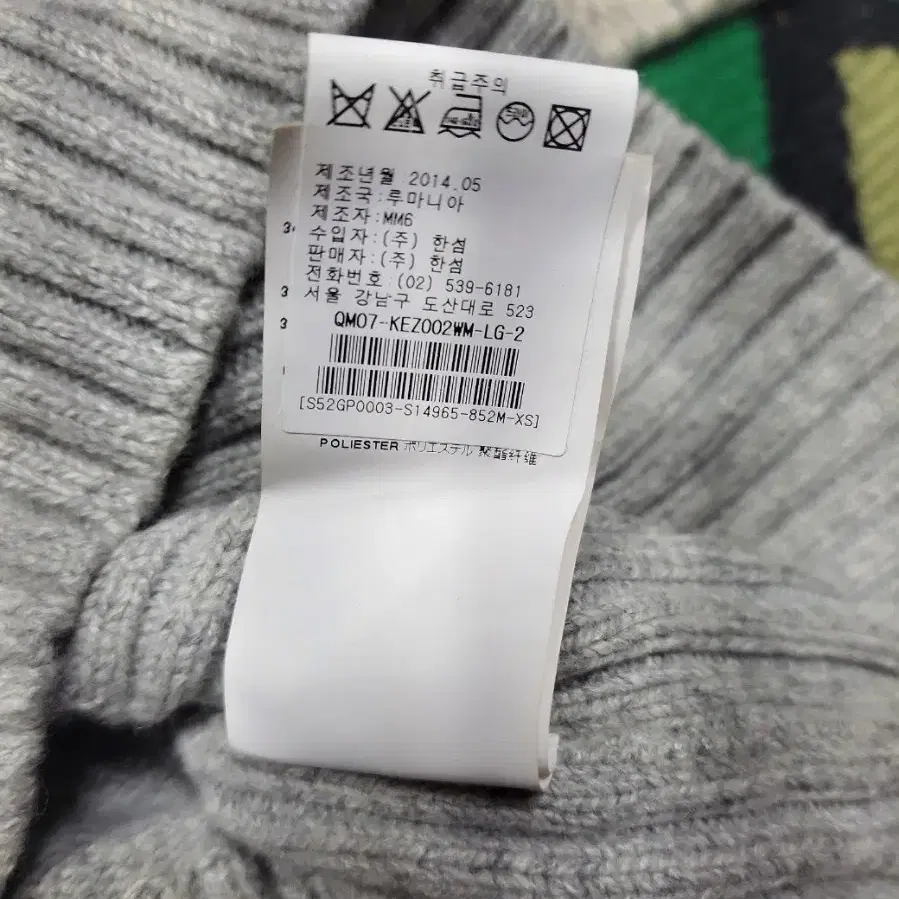 취급주의
제조년월 2014.05
제조국:루마니아
제조자:MM6
수입자:(주) 한섬
판매자:(주) 한섬
전화번호:(02) 539-6181
서울 강남구 도산대로 523
QM07-KEZ002WM-LG-2
[S52GP0003-S14965-852M-XS]
POLIESTER ポリエステル 聚酯纤维